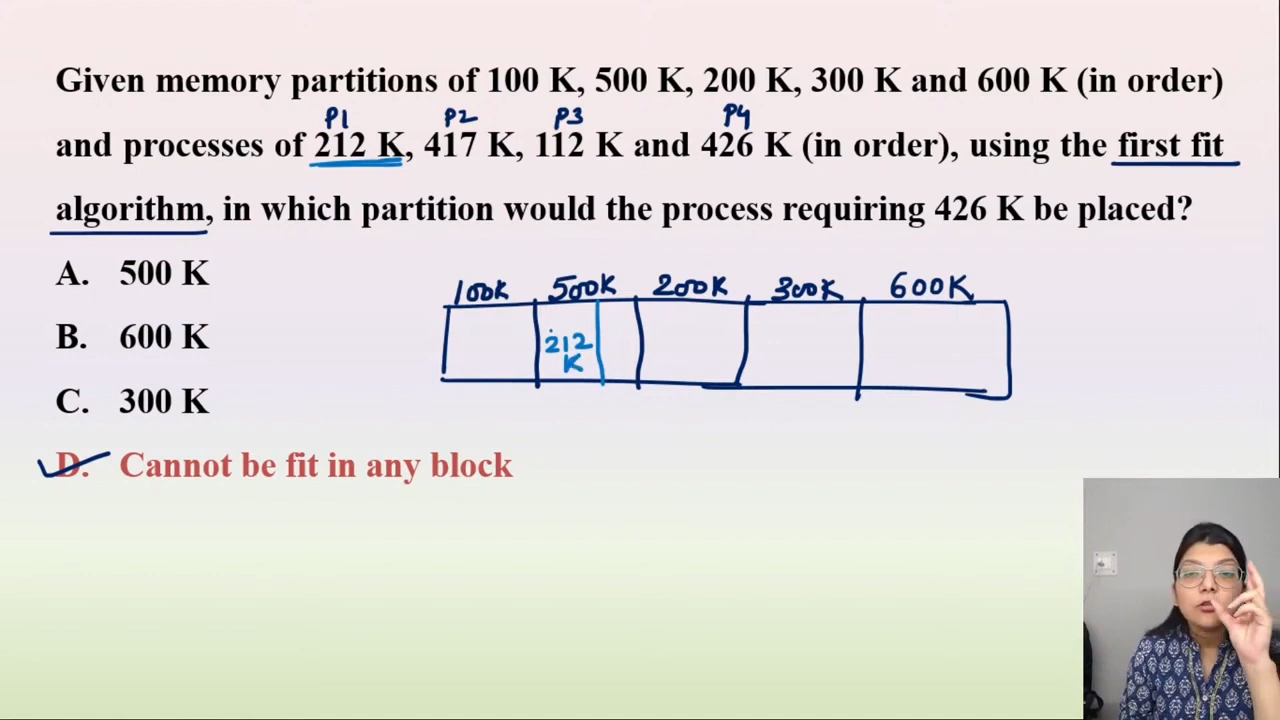 Given memory partitions of 100 K, 500 K, 200 K, 300 K and 600 K (in order)
P1 P2 P3 P4
and processes of 212 K, 417 K, 112 K and 426 K (in order), using the first fit
algorithm, in which partition would the process requiring 426 K be placed?
A. 500 K
100K 500K 200K 300K 600K
B. 600 K
212
K
C. 300 K
D. Cannot be fit in any block